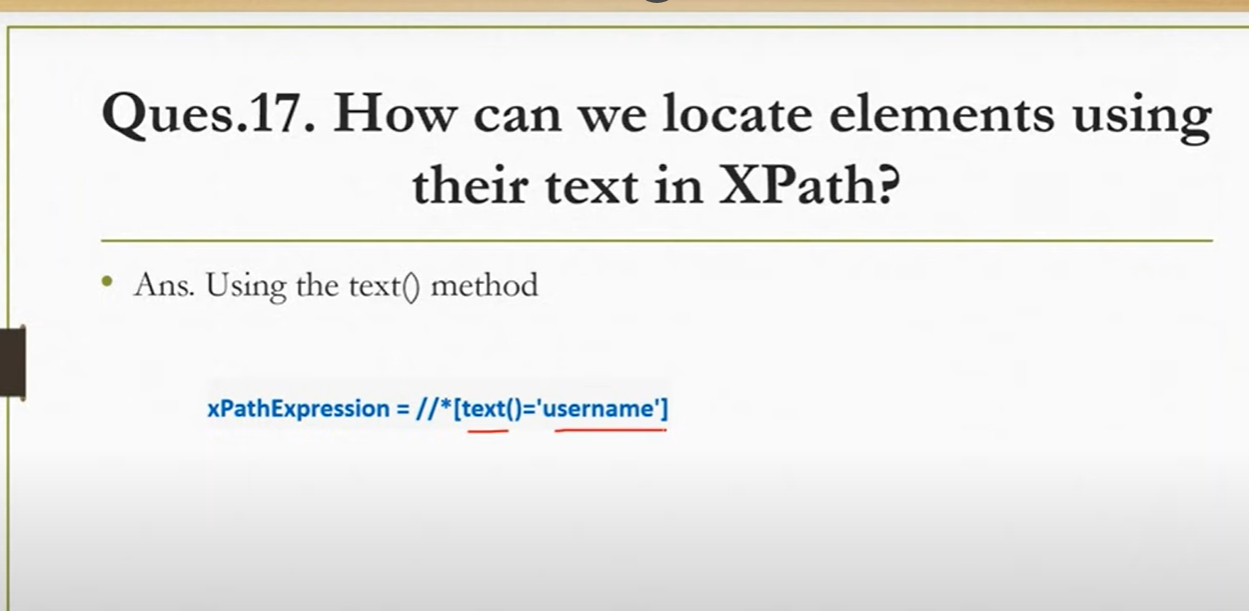 Ques.17. How can we locate elements using
their text in XPath?
• Ans. Using the text() method
xPathExpression = //*[text()='username']